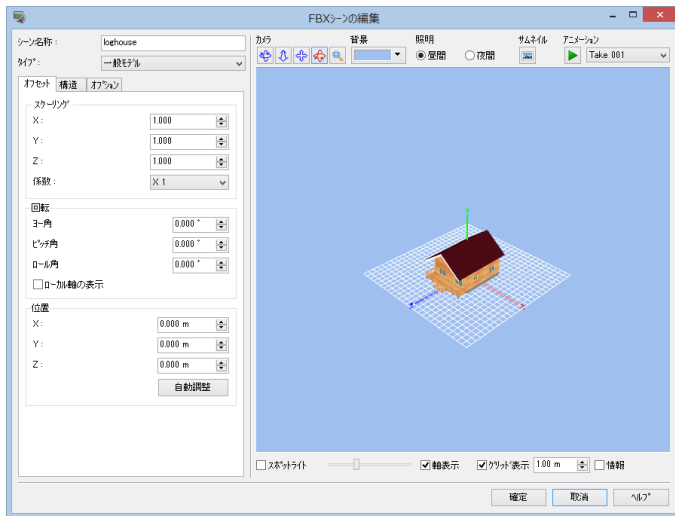 FBXシーンの編集
シーン名称： loghouse
タイプ： 一般モデル
オフセット 構造 オプション
スケーリング
X： 1.000
Y： 1.000
Z： 1.000
係数： X 1
回転
ヨー角 0.000 °
ピッチ角 0.000 °
ロール角 0.000 °
ローカル軸の表示
位置
X： 0.000 m
Y： 0.000 m
Z： 0.000 m
自動調整
カメラ 背景 照明 サムネイル アニメーション
昼間 夜間 Take 001
スポットライト 軸表示 グリッド表示 1.00 m 情報
確定 取消 ヘルプ